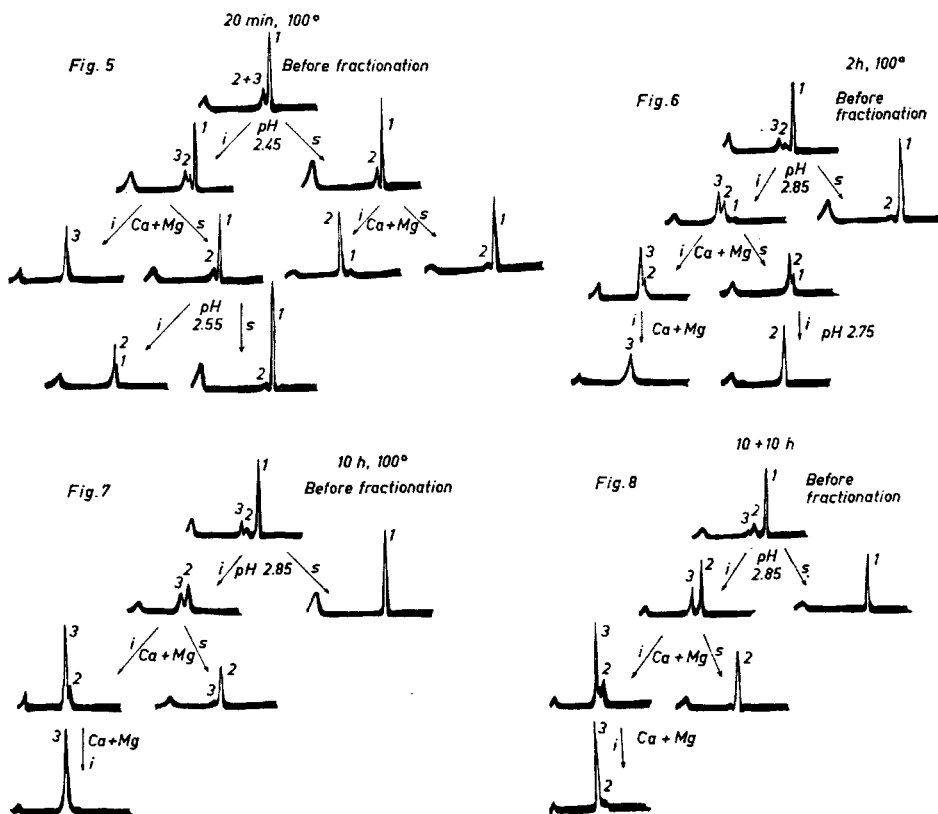 Fig. 5
20 min, 100°
Before fractionation
1
2+3
i
pH
2.45
s
3
2
1
1
2
i
Ca+Mg
s
i
Ca+Mg
s
3
1
2
2
1
1
2
i
pH
2.55
s
2
1
1
2
Fig. 6
2h, 100°
Before
fractionation
1
3
2
i
pH
2.85
s
3
2
1
1
2
i
Ca+Mg
s
3
2
2
1
i
Ca+Mg
i
pH 2.75
3
2
Fig. 7
10 h, 100°
Before fractionation
1
3
2
i
pH 2.85
s
3
2
1
i
Ca+Mg
s
3
2
2
3
Ca+Mg
i
3
Fig. 8
10+10 h
Before
fractionation
1
3
2
i
pH
2.85
s
3
2
1
i
Ca+Mg
s
3
2
2
i
Ca+Mg
3
2